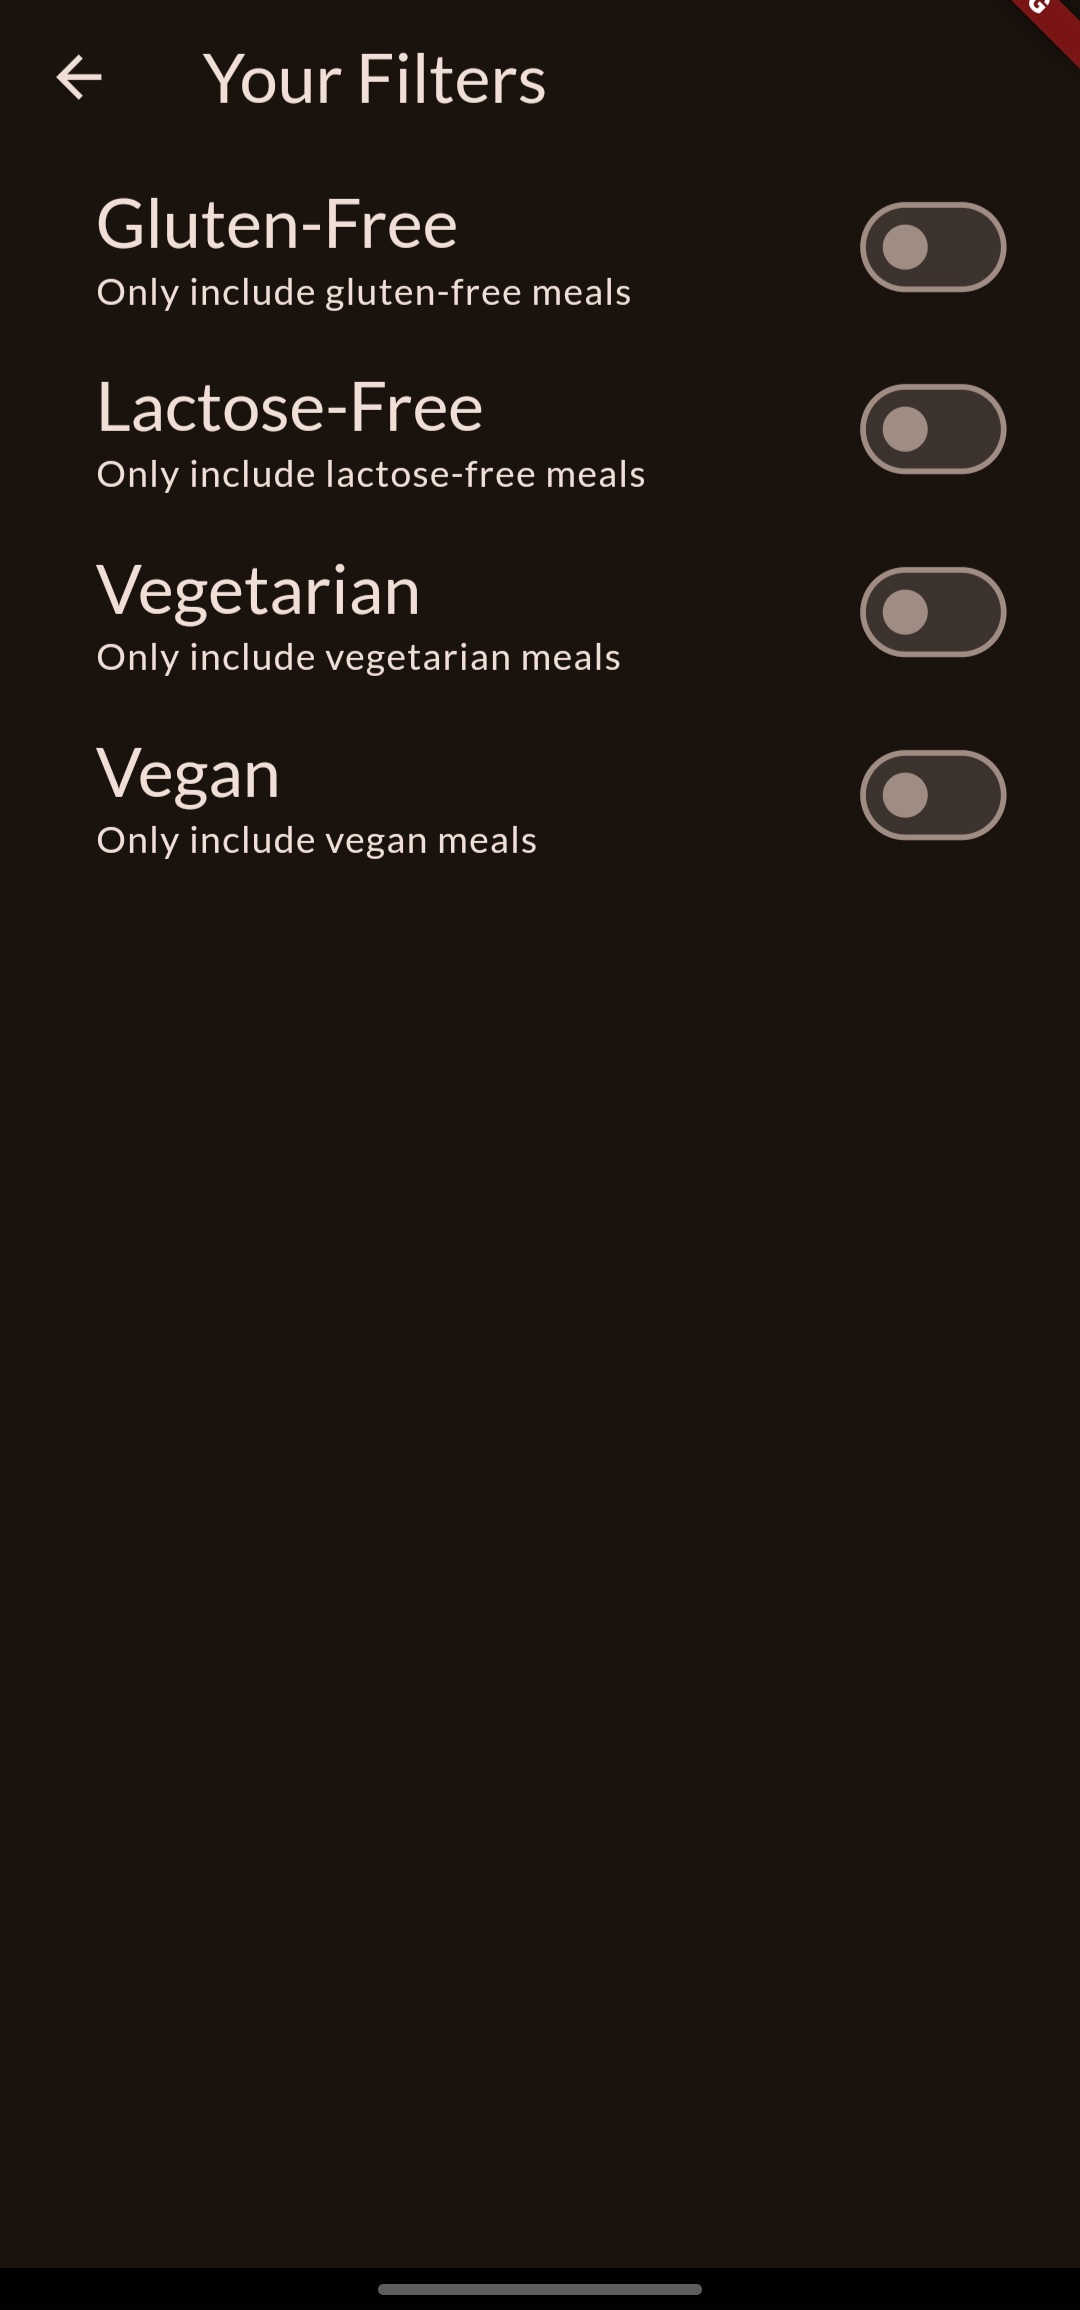 Your Filters
Gluten-Free
Only include gluten-free meals
Lactose-Free
Only include lactose-free meals
Vegetarian
Only include vegetarian meals
Vegan
Only include vegan meals